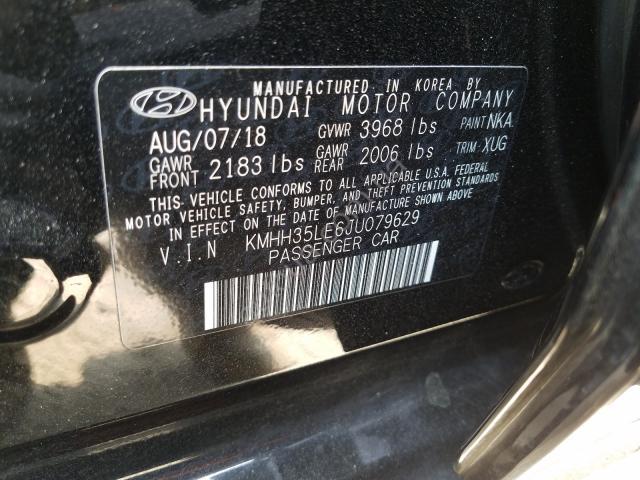 MANUFACTURED IN KOREA BY
HYUNDAI MOTOR COMPANY
AUG/07/18 GVWR 3968 lbs PAINT NKA
GAWR FRONT 2183 lbs GAWR REAR 2006 lbs TRIM XUG
THIS VEHICLE CONFORMS TO ALL APPLICABLE U.S.A. FEDERAL
MOTOR VEHICLE SAFETY, BUMPER, AND THEFT PREVENTION STANDARDS
IN EFFECT ON THE DATE OF MANUFACTURE SHOWN ABOVE.
V.I.N KMHH35LE6JU079629
PASSENGER CAR